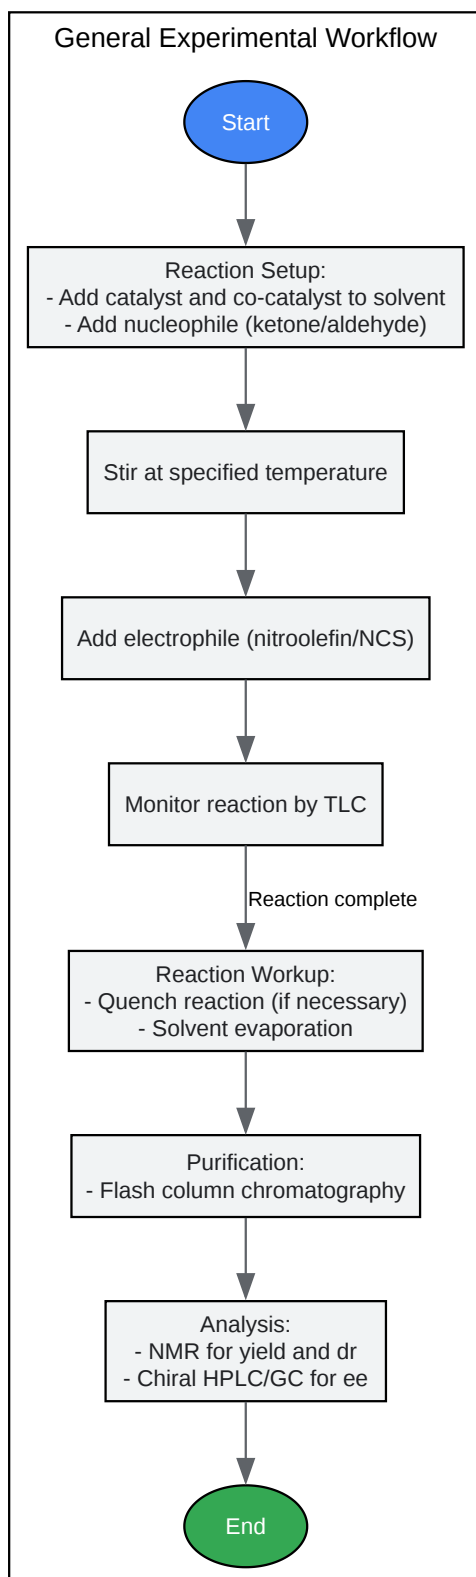 General Experimental Workflow
Start
Reaction Setup:
- Add catalyst and co-catalyst to solvent
- Add nucleophile (ketone/aldehyde)
Stir at specified temperature
Add electrophile (nitroolefin/NCS)
Monitor reaction by TLC
Reaction complete
Reaction Workup:
- Quench reaction (if necessary)
- Solvent evaporation
Purification:
- Flash column chromatography
Analysis:
- NMR for yield and dr
- Chiral HPLC/GC for ee
End